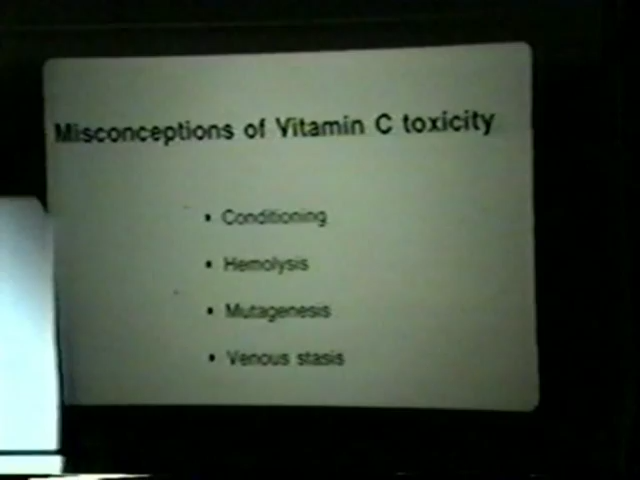 Misconceptions of Vitamin C toxicity
• Conditioning
• Hemolysis
• Mutagenesis
• Venous stasis